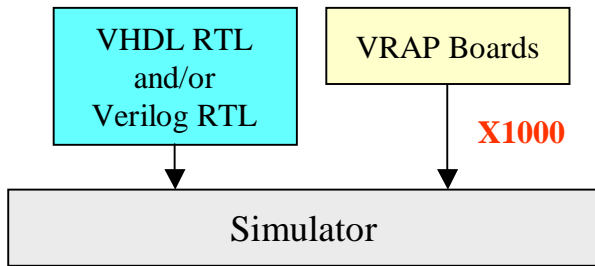 VHDL RTL
and/or
Verilog RTL
VRAP Boards
X1000
Simulator